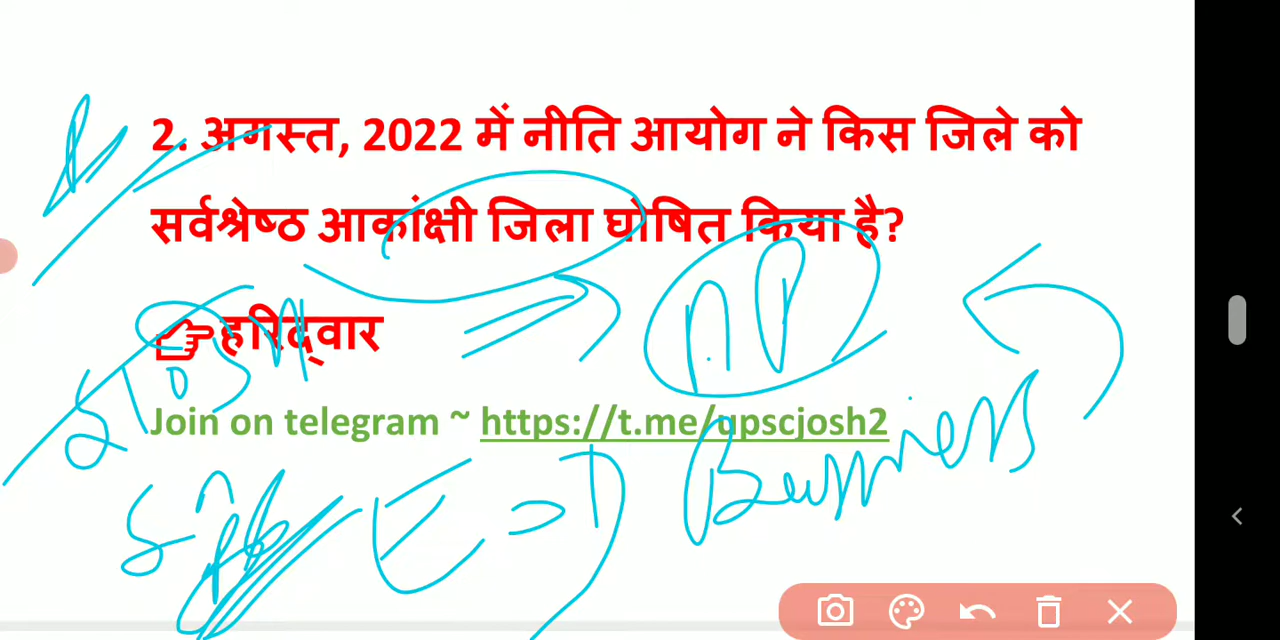 2. अगस्त, 2022 में नीति आयोग ने किस जिले को
सर्वश्रेष्ठ आकांक्षी जिला घोषित किया है?
👉हरिद्वार
Join on telegram ~ https://t.me/upscjosh2